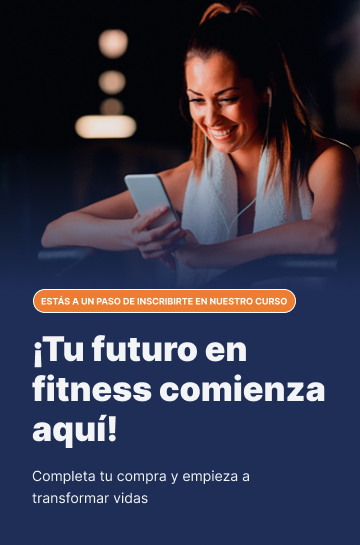 ESTÁS A UN PASO DE INSCRIBIRTE EN NUESTRO CURSO
¡Tu futuro en
fitness comienza
aquí!
Completa tu compra y empieza a
transformar vidas